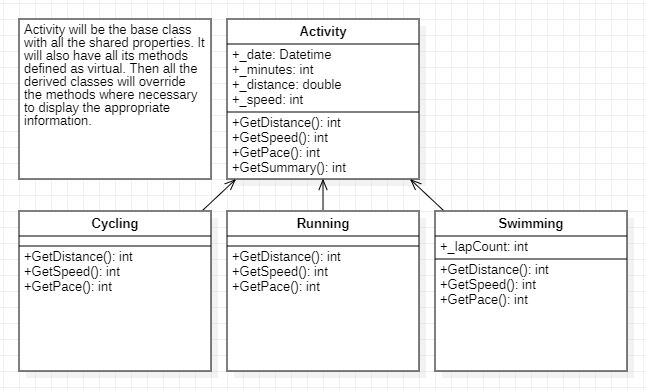 Activity will be the base class
with all the shared properties. It
will also have all its methods
defined as virtual. Then all the
derived classes will override
the methods where necessary
to display the appropriate
information.
Activity
+_date: Datetime
+_minutes: int
+_distance: double
+_speed: int
+GetDistance(): int
+GetSpeed(): int
+GetPace(): int
+GetSummary(): int
Cycling
+GetDistance(): int
+GetSpeed(): int
+GetPace(): int
Running
+GetDistance(): int
+GetSpeed(): int
+GetPace(): int
Swimming
+_lapCount: int
+GetDistance(): int
+GetSpeed(): int
+GetPace(): int